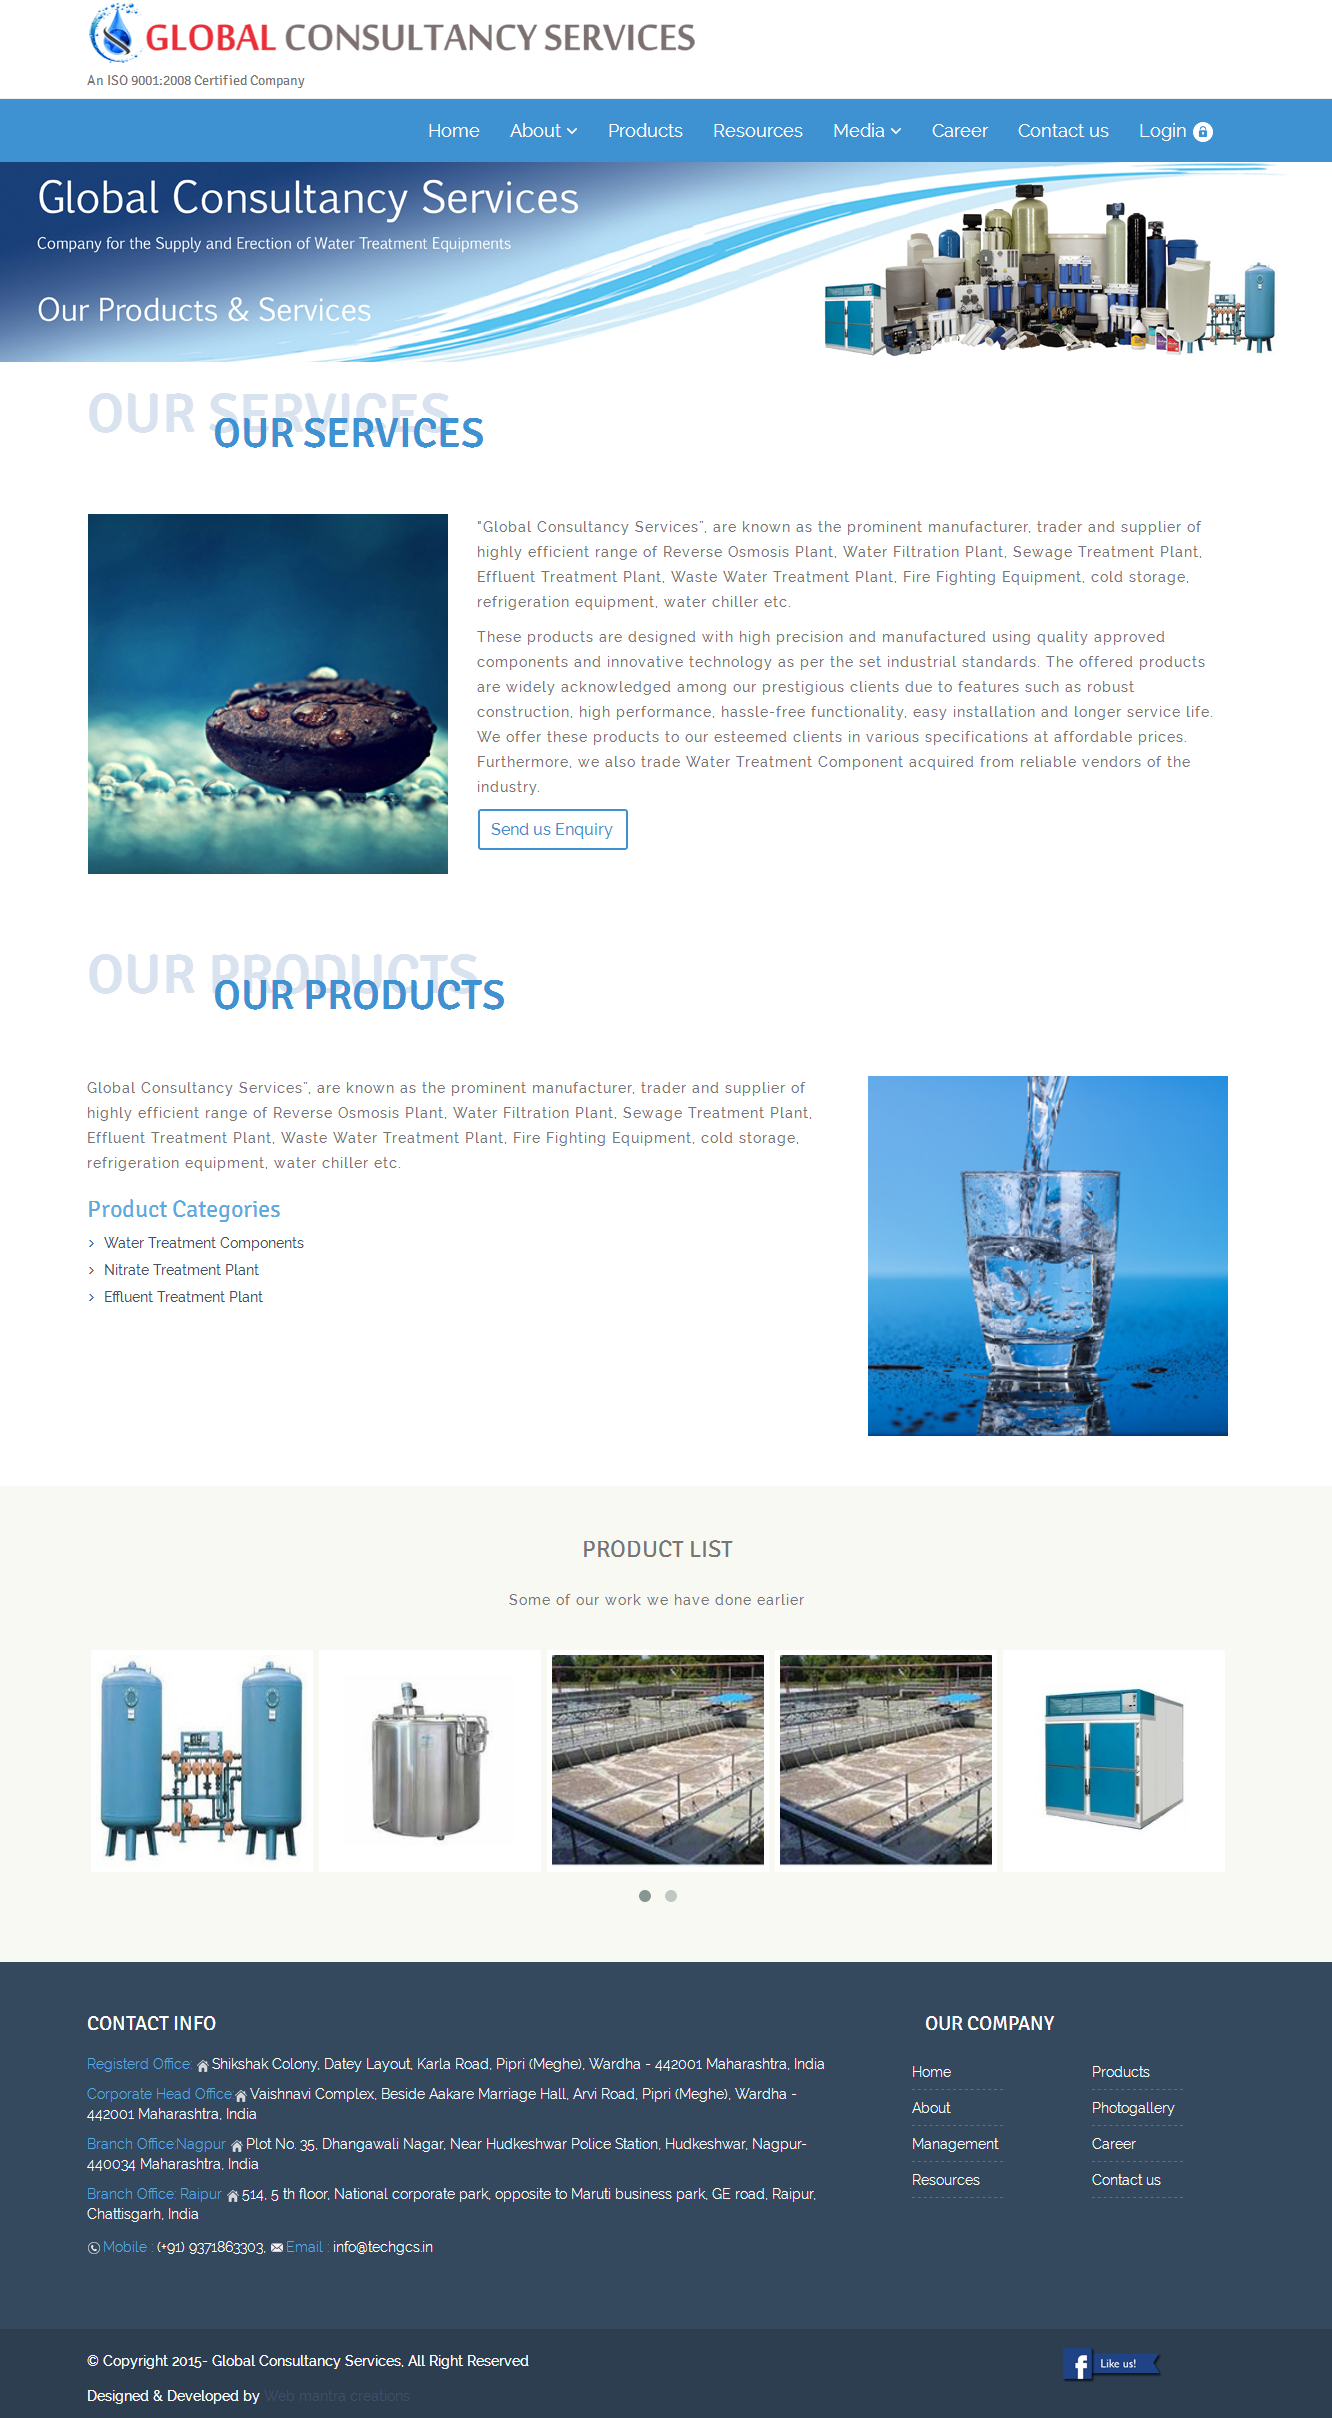 GLOBAL CONSULTANCY SERVICES
An ISO 9001:2008 Certified Company
Home About Products Resources Media Career Contact us Login
Global Consultancy Services
Company for the Supply and Erection of Water Treatment Equipments
Our Products & Services
OUR SERVICES
OUR SERVICES
"Global Consultancy Services", are known as the prominent manufacturer, trader and supplier of
highly efficient range of Reverse Osmosis Plant, Water Filtration Plant, Sewage Treatment Plant,
Effluent Treatment Plant, Waste Water Treatment Plant, Fire Fighting Equipment, cold storage,
refrigeration equipment, water chiller etc.
These products are designed with high precision and manufactured using quality approved
components and innovative technology as per the set industrial standards. The offered products
are widely acknowledged among our prestigious clients due to features such as robust
construction, high performance, hassle-free functionality, easy installation and longer service life.
We offer these products to our esteemed clients in various specifications at affordable prices.
Furthermore, we also trade Water Treatment Component acquired from reliable vendors of the
industry.
Send us Enquiry
OUR PRODUCTS
OUR PRODUCTS
Global Consultancy Services", are known as the prominent manufacturer, trader and supplier of
highly efficient range of Reverse Osmosis Plant, Water Filtration Plant, Sewage Treatment Plant,
Effluent Treatment Plant, Waste Water Treatment Plant, Fire Fighting Equipment, cold storage,
refrigeration equipment, water chiller etc.
Product Categories
Water Treatment Components
Nitrate Treatment Plant
Effluent Treatment Plant
PRODUCT LIST
Some of our work we have done earlier
CONTACT INFO
Registerd Office: Shikshak Colony, Datey Layout, Karla Road, Pipri (Meghe), Wardha - 442001 Maharashtra, India
Corporate Head Office: Vaishnavi Complex, Beside Aakare Marriage Hall, Arvi Road, Pipri (Meghe), Wardha -
442001 Maharashtra, India
Branch Office:Nagpur Plot No. 35, Dhangawali Nagar, Near Hudkeshwar Police Station, Hudkeshwar, Nagpur-
440034 Maharashtra, India
Branch Office: Raipur 514, 5 th floor, National corporate park, opposite to Maruti business park, GE road, Raipur,
Chattisgarh, India
Mobile : (+91) 9371863303, Email : info@techgcs.in
OUR COMPANY
Home Products
About Photogallery
Management Career
Resources Contact us
© Copyright 2015- Global Consultancy Services, All Right Reserved
Like us!
Designed & Developed by Web mantra creations